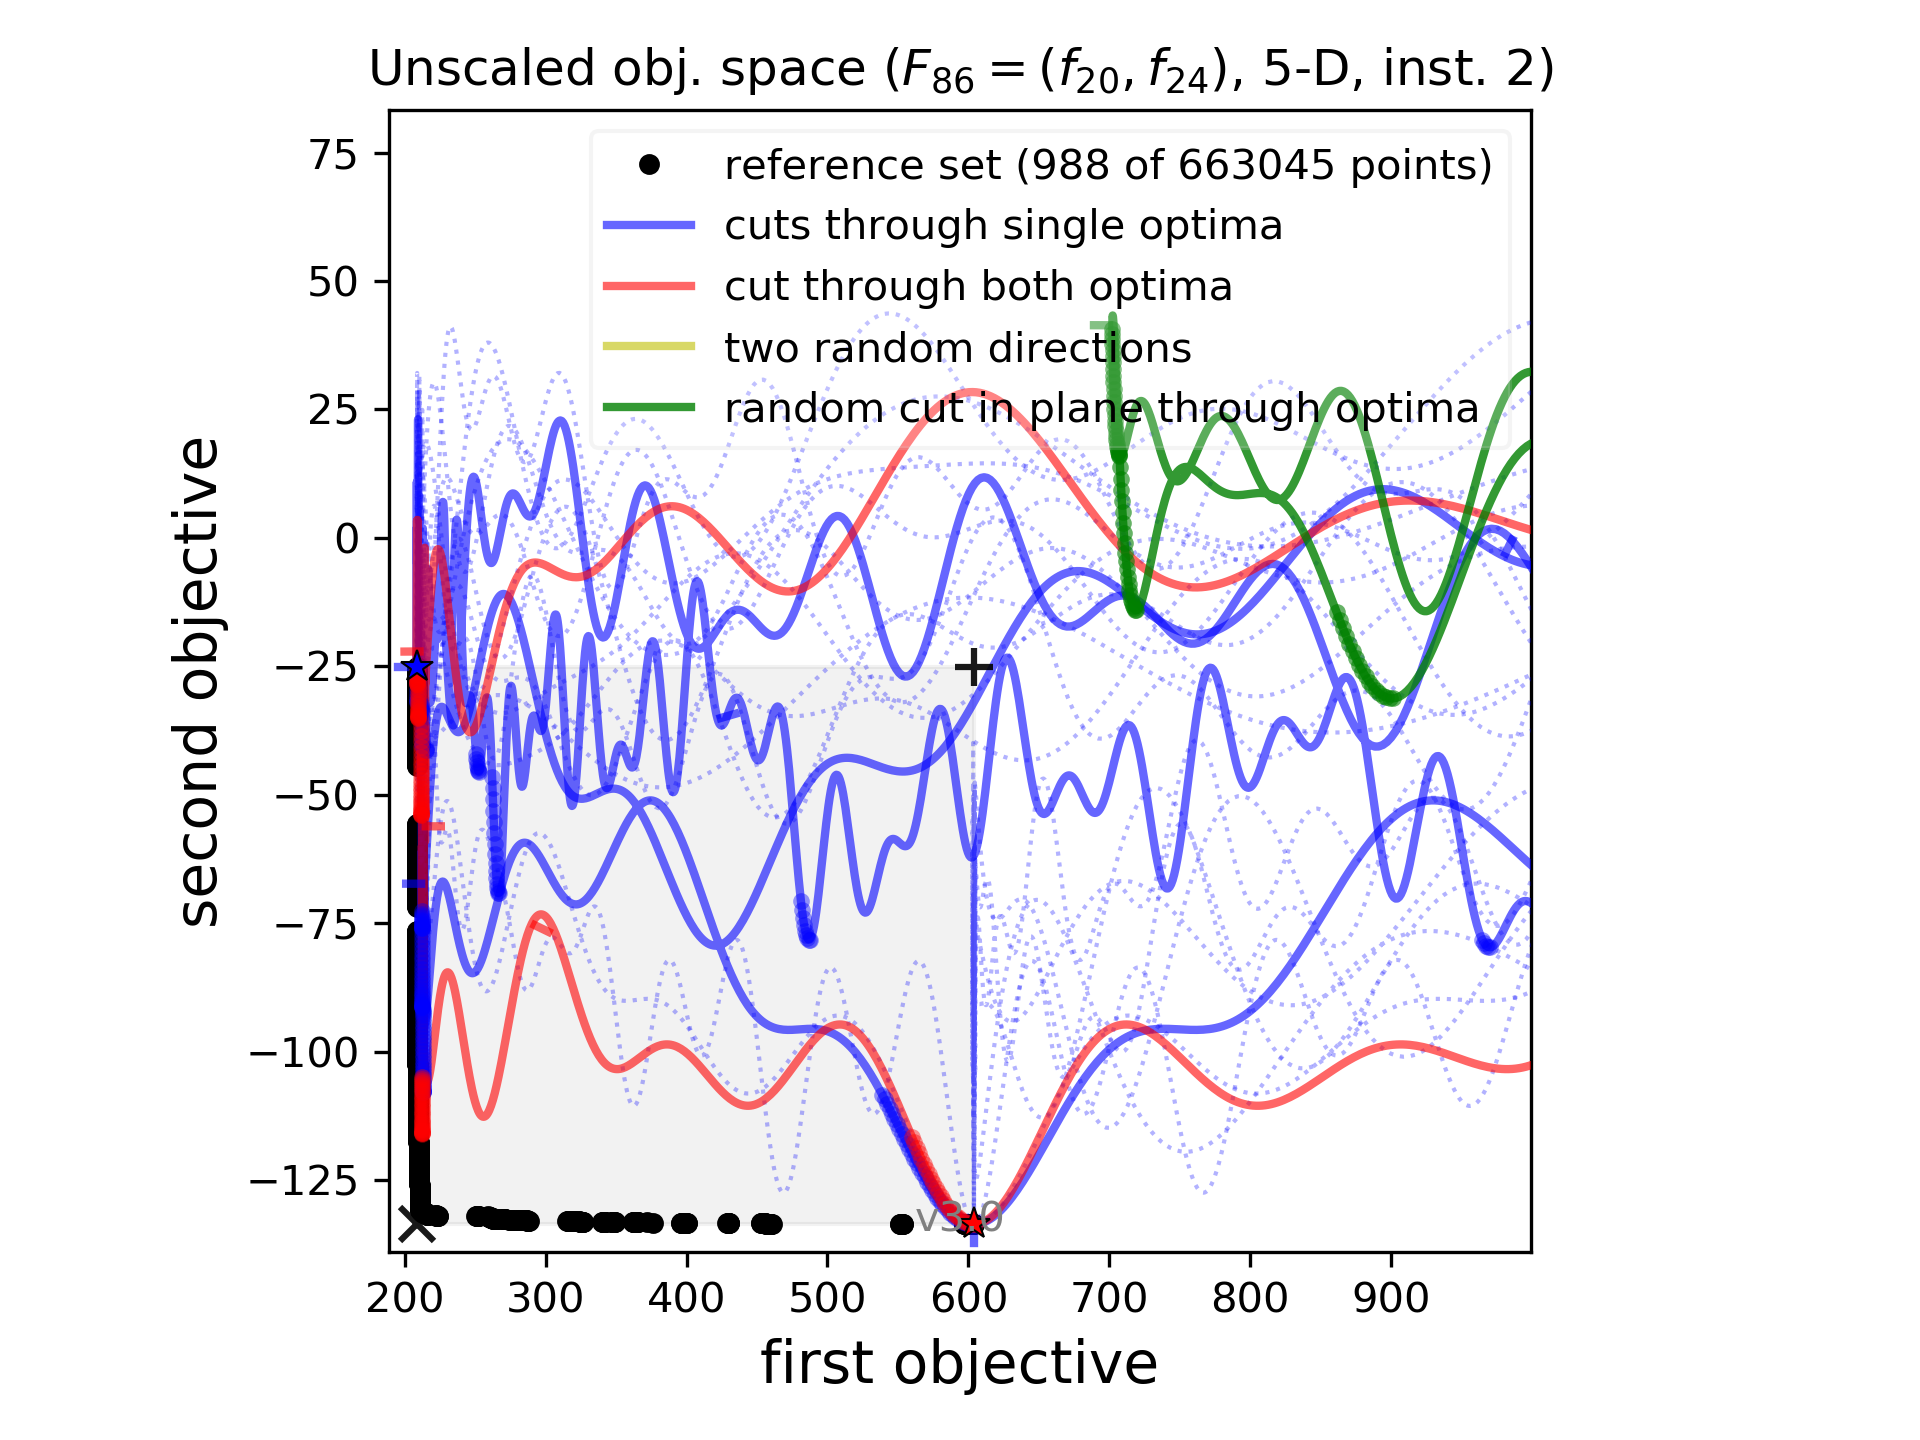 Unscaled obj. space (F₈₆ = (f₂₀, f₂₄), 5-D, inst. 2)
reference set (988 of 663045 points)
cuts through single optima
cut through both optima
two random directions
random cut in plane through optima
second objective
75
50
25
0
−25
−50
−75
−100
−125
v3.0
200 300 400 500 600 700 800 900
first objective